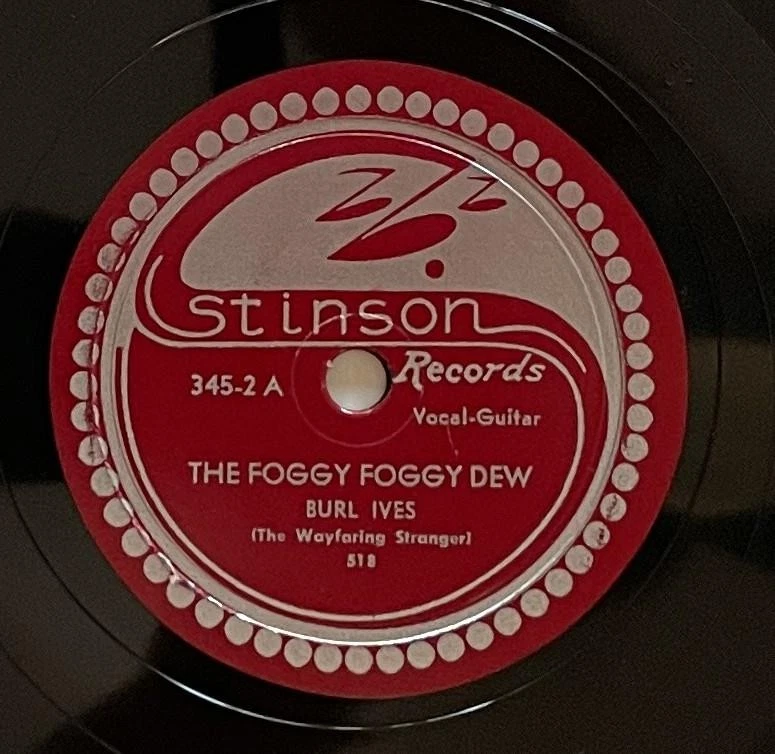 stinson
Records
345-2 A
Vocal-Guitar
THE FOGGY FOGGY DEW
BURL IVES
(The Wayfaring Stranger)
518